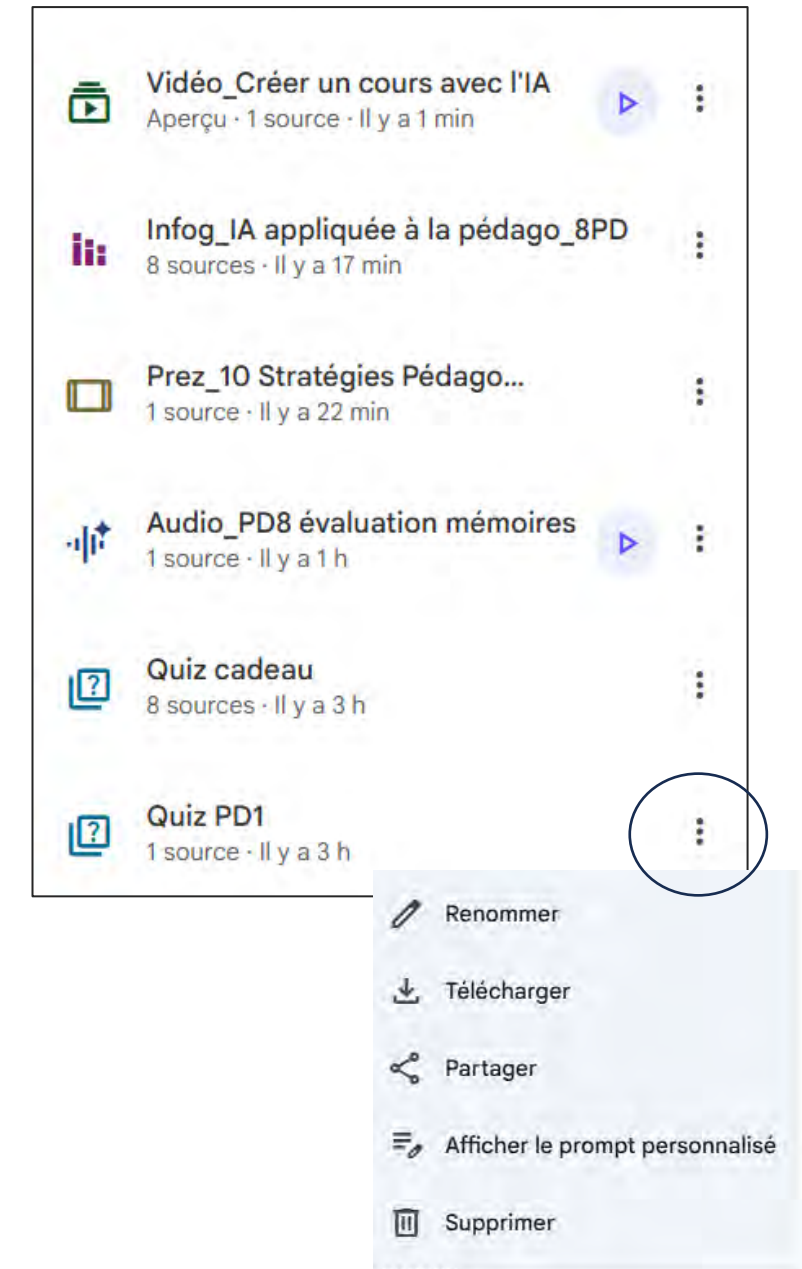 Vidéo_Créer un cours avec l'IA
Aperçu · 1 source · Il y a 1 min
Infog_IA appliquée à la pédago_8PD
8 sources · Il y a 17 min
Prez_10 Stratégies Pédago...
1 source · Il y a 22 min
Audio_PD8 évaluation mémoires
1 source · Il y a 1 h
Quiz cadeau
8 sources · Il y a 3 h
Quiz PD1
1 source · Il y a 3 h
Renommer
Télécharger
Partager
Afficher le prompt personnalisé
Supprimer